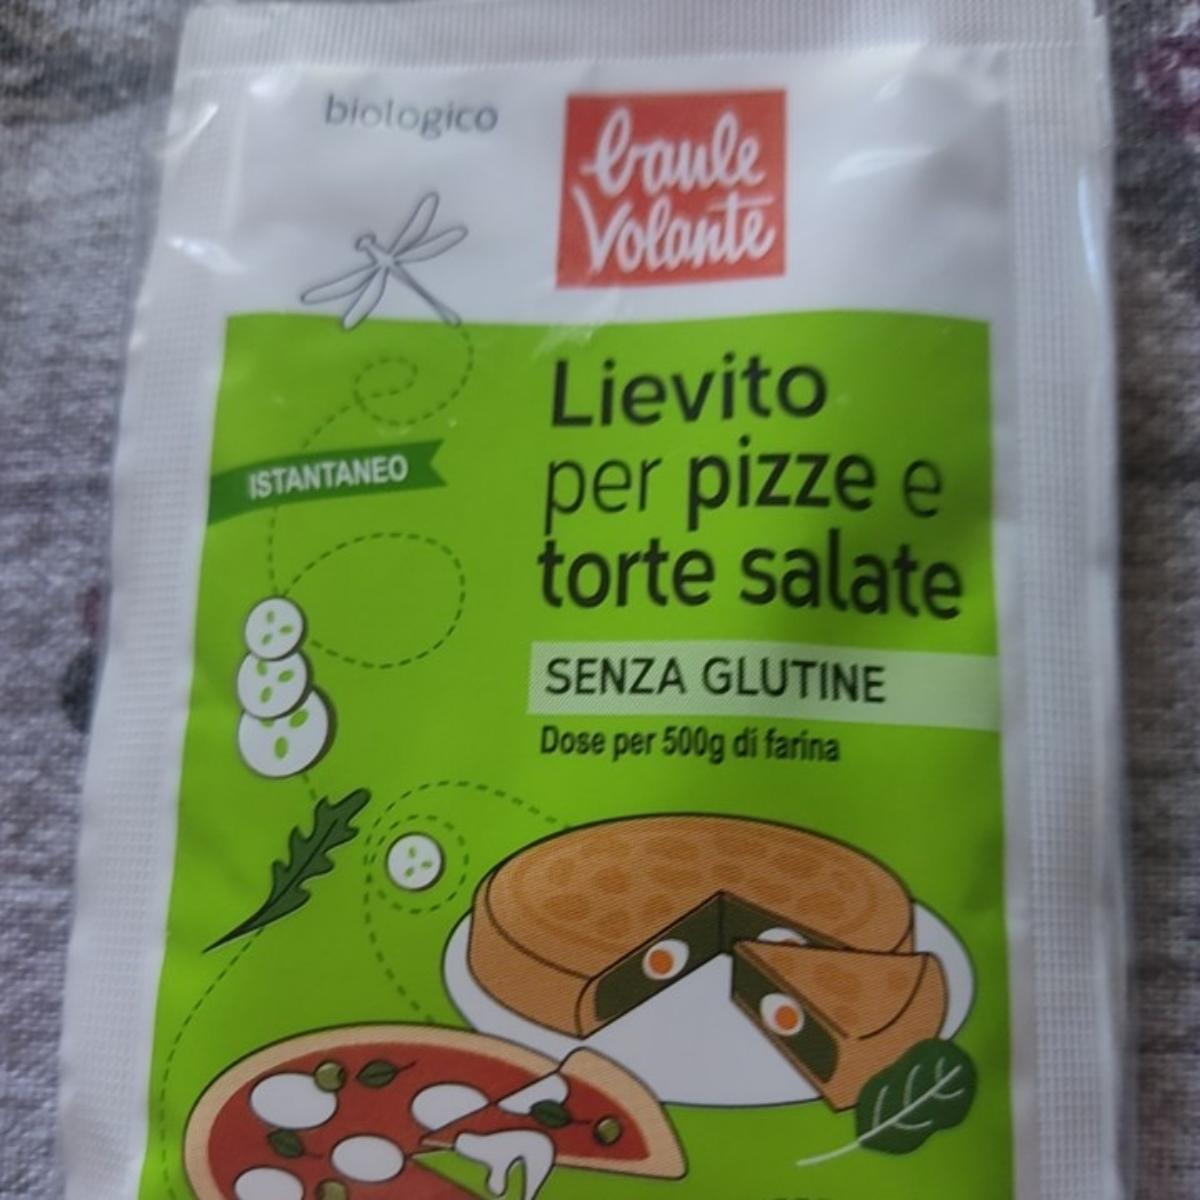 biologico
baule
Volante
Lievito
per pizze e
torte salate
ISTANTANEO
SENZA GLUTINE
Dose per 500g di farina